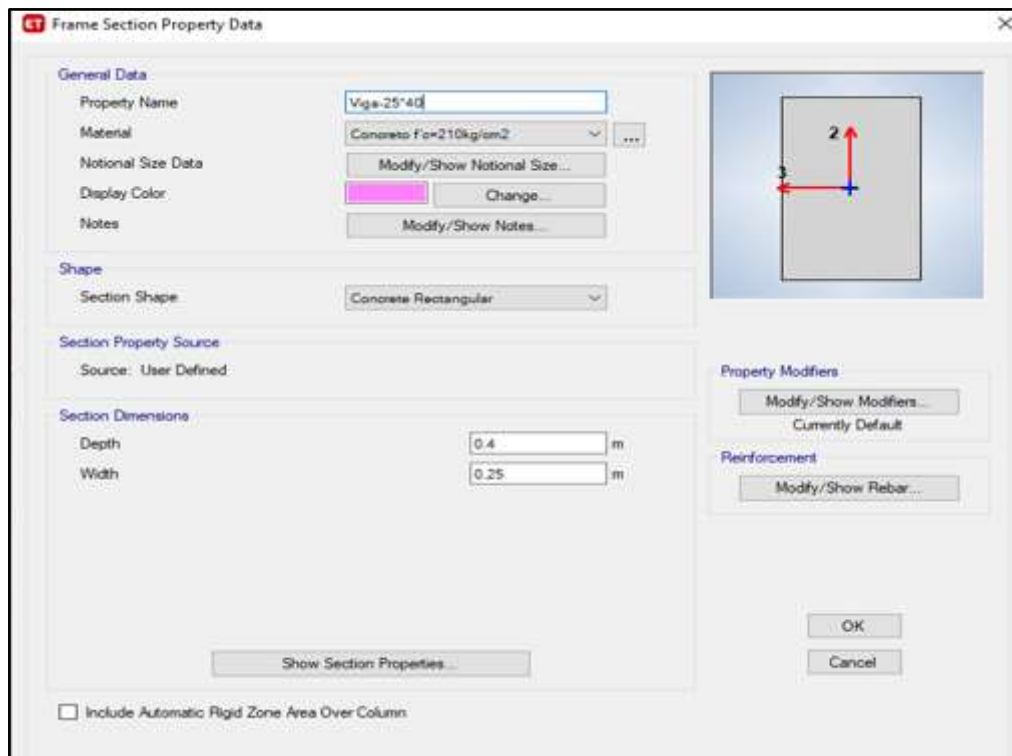 ET Frame Section Property Data
General Data
Property Name Viga-25*40
Material Concreto f'c=210kg/cm2 ...
Notional Size Data Modify/Show Notional Size...
Display Color Change...
Notes Modify/Show Notes...
Shape
Section Shape Concrete Rectangular
Section Property Source
Source: User Defined
Section Dimensions
Depth 0.4 m
Width 0.25 m
Show Section Properties...
Include Automatic Rigid Zone Area Over Column
2
3
Property Modifiers
Modify/Show Modifiers...
Currently Default
Reinforcement
Modify/Show Rebar...
OK
Cancel